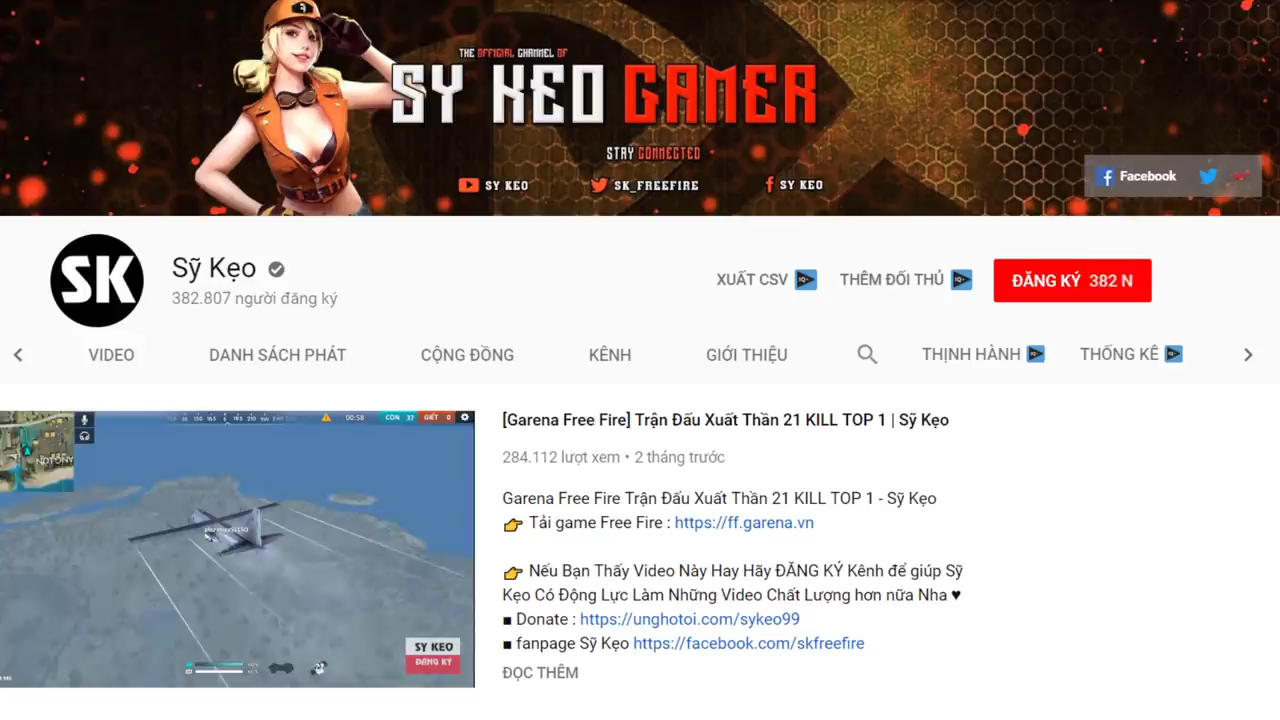 THE OFFICIAL CHANNEL OF
SY KEO GAMER
STAY CONNECTED
SY KEO
SK_FREEFIRE
SY KEO
Facebook
SK
Sỹ Kẹo
382.807 người đăng ký
XUẤT CSV
THÊM ĐỐI THỦ
ĐĂNG KÝ 382 N
VIDEO
DANH SÁCH PHÁT
CỘNG ĐỒNG
KÊNH
GIỚI THIỆU
THỊNH HÀNH
THỐNG KÊ
00:58
CÒN 37
GIẾT 0
SY KEO
ĐĂNG KÝ
[Garena Free Fire] Trận Đấu Xuất Thần 21 KILL TOP 1 | Sỹ Kẹo
284.112 lượt xem • 2 tháng trước
Garena Free Fire Trận Đấu Xuất Thần 21 KILL TOP 1 - Sỹ Kẹo
👉 Tải game Free Fire : https://ff.garena.vn
👉 Nếu Bạn Thấy Video Này Hay Hãy ĐĂNG KÝ Kênh để giúp Sỹ
Kẹo Có Động Lực Làm Những Video Chất Lượng hơn nữa Nha ♥
■ Donate : https://unghotoi.com/sykeo99
■ fanpage Sỹ Kẹo https://facebook.com/skfreefire
ĐỌC THÊM